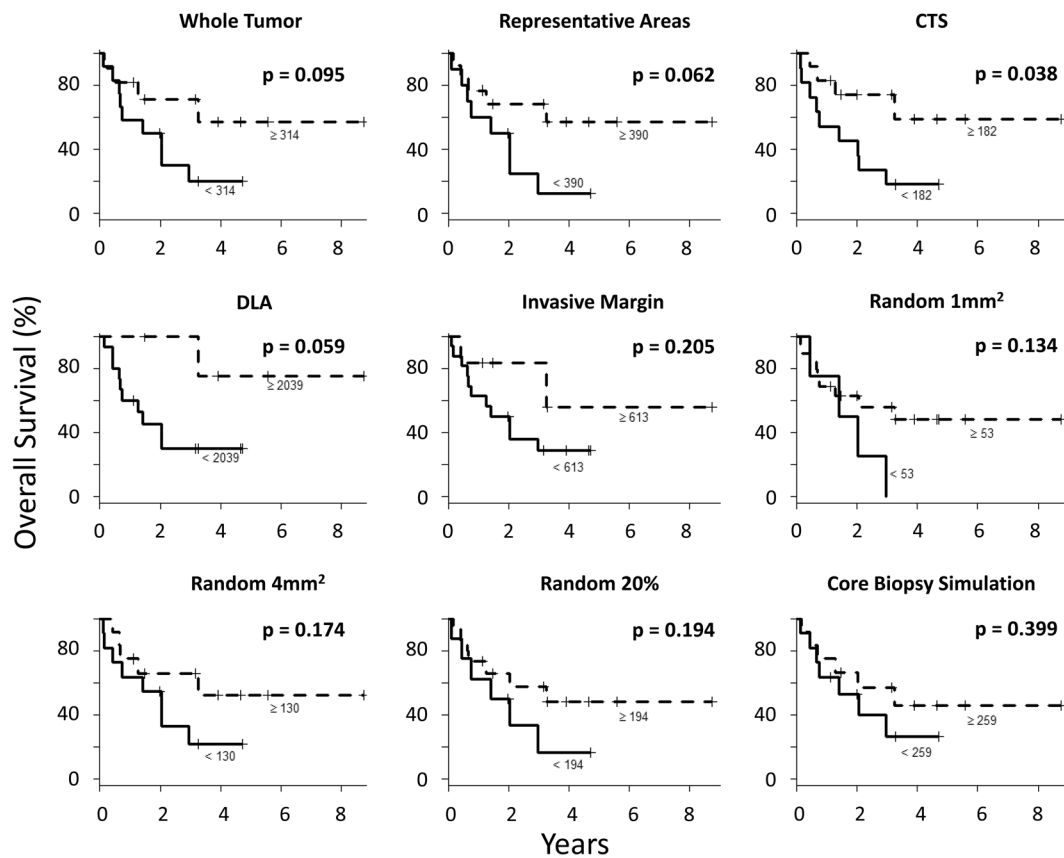 Whole Tumor
Representative Areas
CTS
p = 0.095
p = 0.062
p = 0.038
80
40
0
≥ 314
< 314
0 2 4 6 8
80
40
0
≥ 390
< 390
0 2 4 6 8
80
40
0
≥ 182
< 182
0 2 4 6 8
Overall Survival (%)
DLA
Invasive Margin
Random 1mm²
p = 0.059
p = 0.205
p = 0.134
80
40
0
≥ 2039
< 2039
0 2 4 6 8
80
40
0
≥ 613
< 613
0 2 4 6 8
80
40
0
≥ 53
< 53
0 2 4 6 8
Random 4mm²
Random 20%
Core Biopsy Simulation
p = 0.174
p = 0.194
p = 0.399
80
40
0
≥ 130
< 130
0 2 4 6 8
80
40
0
≥ 194
< 194
0 2 4 6 8
80
40
0
≥ 259
< 259
0 2 4 6 8
Years